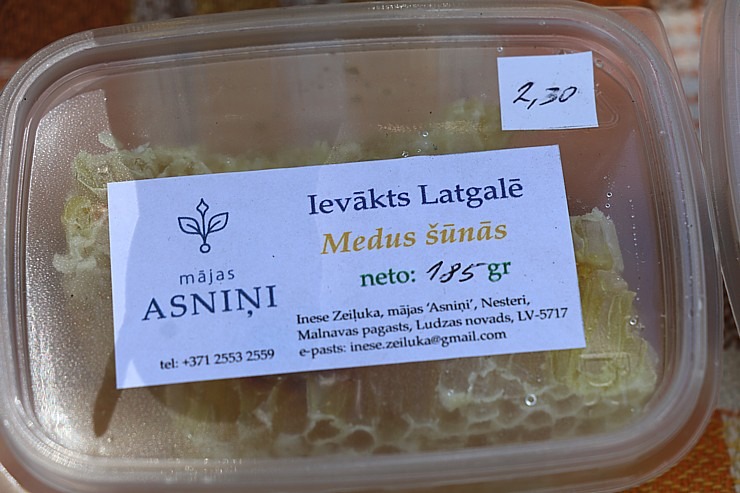 2,30
Ievākts Latgalē
Medus šūnās
neto: 185 gr
mājas
ASNIŅI
Inese Zeiļuka, mājas ‘Asniņi’, Nesteri,
Malnavas pagasts, Ludzas novads, LV-5717
e-pasts: inese.zeiluka@gmail.com
tel: +371 2553 2559